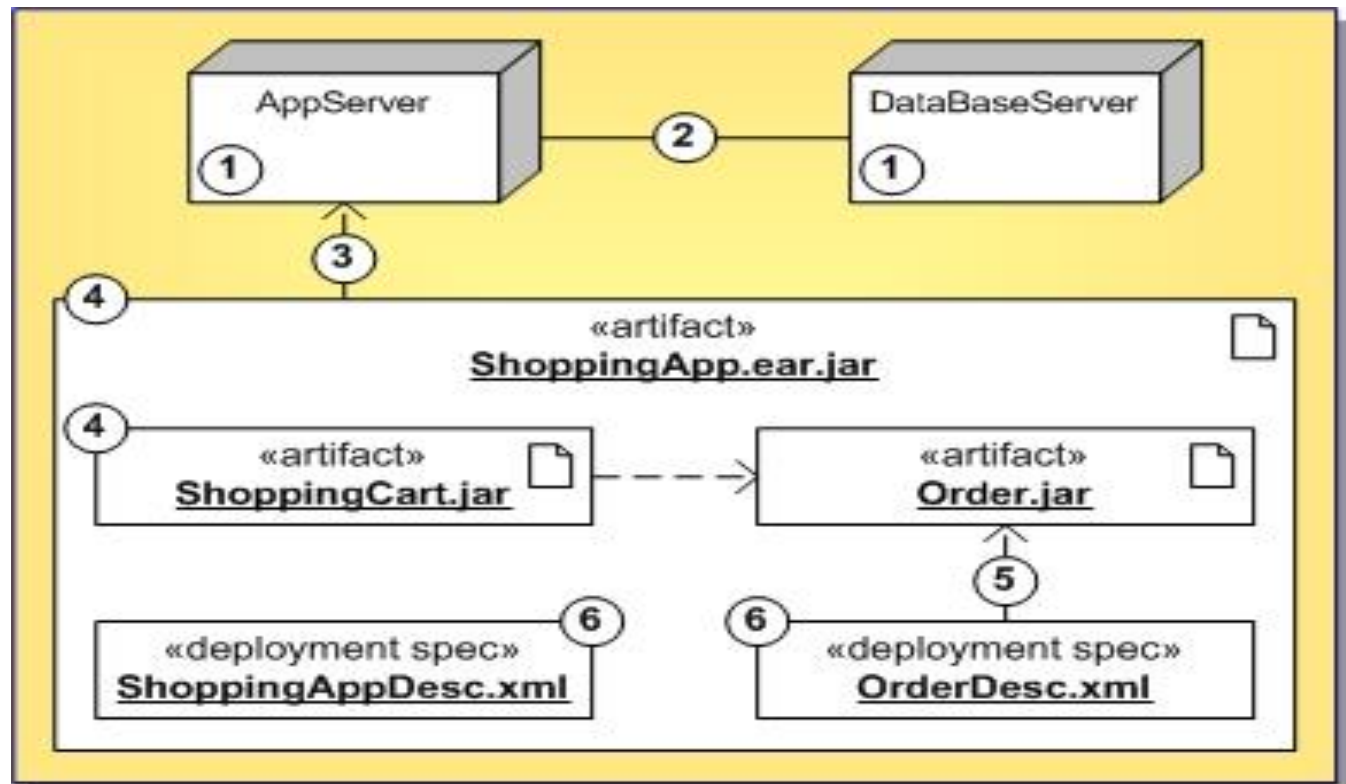 AppServer
1
2
DataBaseServer
1
3
4
«artifact»
ShoppingApp.ear.jar
4
«artifact»
ShoppingCart.jar
«artifact»
Order.jar
5
6
«deployment spec»
ShoppingAppDesc.xml
6
«deployment spec»
OrderDesc.xml